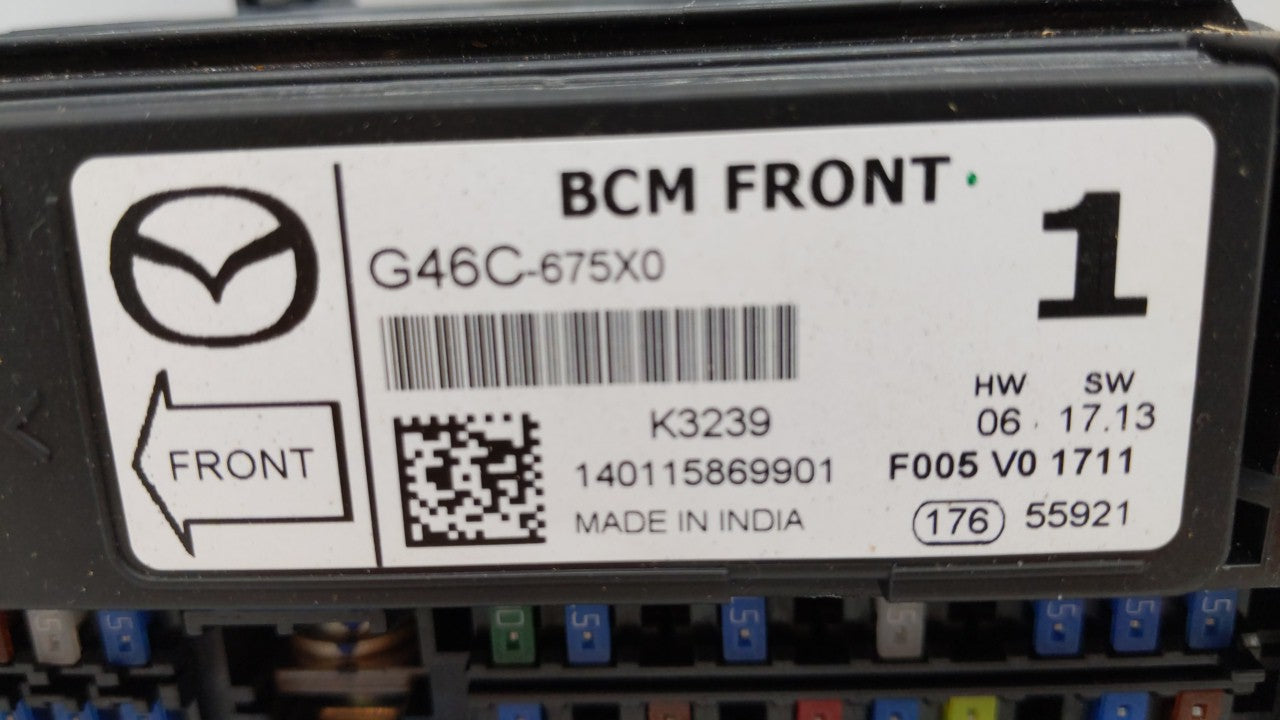 BCM FRONT
1
G46C-675X0
HW SW
06 17.13
K3239
140115869901
F005 V0 1711
FRONT
MADE IN INDIA
176 55921